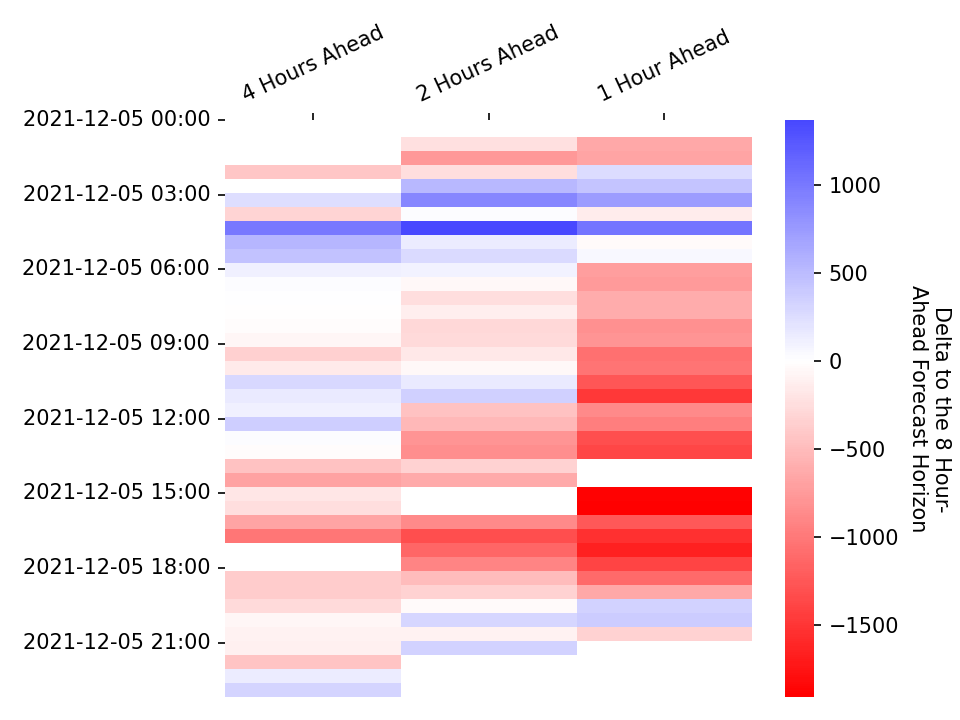 4 Hours Ahead
2 Hours Ahead
1 Hour Ahead
2021-12-05 00:00
2021-12-05 03:00
2021-12-05 06:00
2021-12-05 09:00
2021-12-05 12:00
2021-12-05 15:00
2021-12-05 18:00
2021-12-05 21:00
1000
500
0
−500
−1000
−1500
Delta to the 8 Hour-
Ahead Forecast Horizon